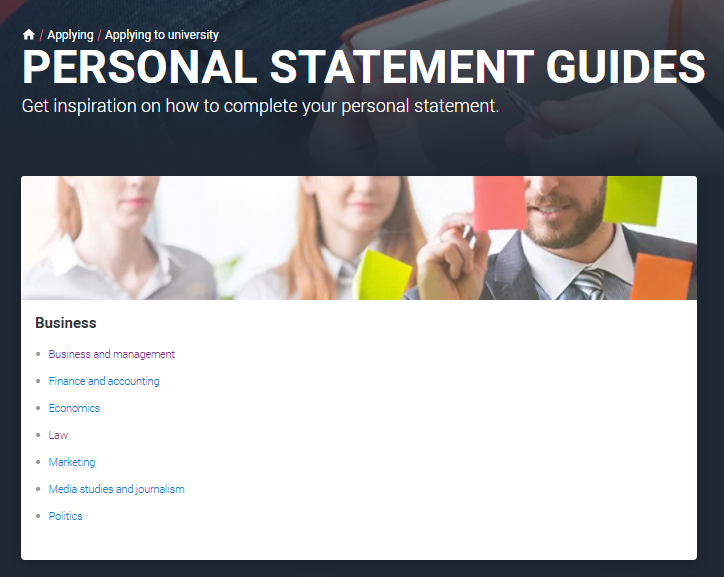 / Applying / Applying to university
PERSONAL STATEMENT GUIDES
Get inspiration on how to complete your personal statement.
Business
Business and management
Finance and accounting
Economics
Law
Marketing
Media studies and journalism
Politics